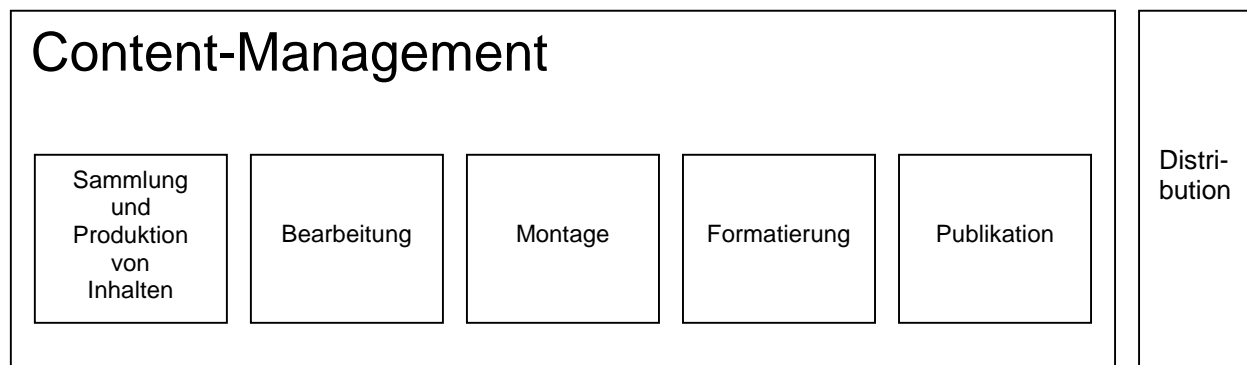 Content-Management
Sammlung
und
Produktion
von
Inhalten
Bearbeitung
Montage
Formatierung
Publikation
Distri-
bution